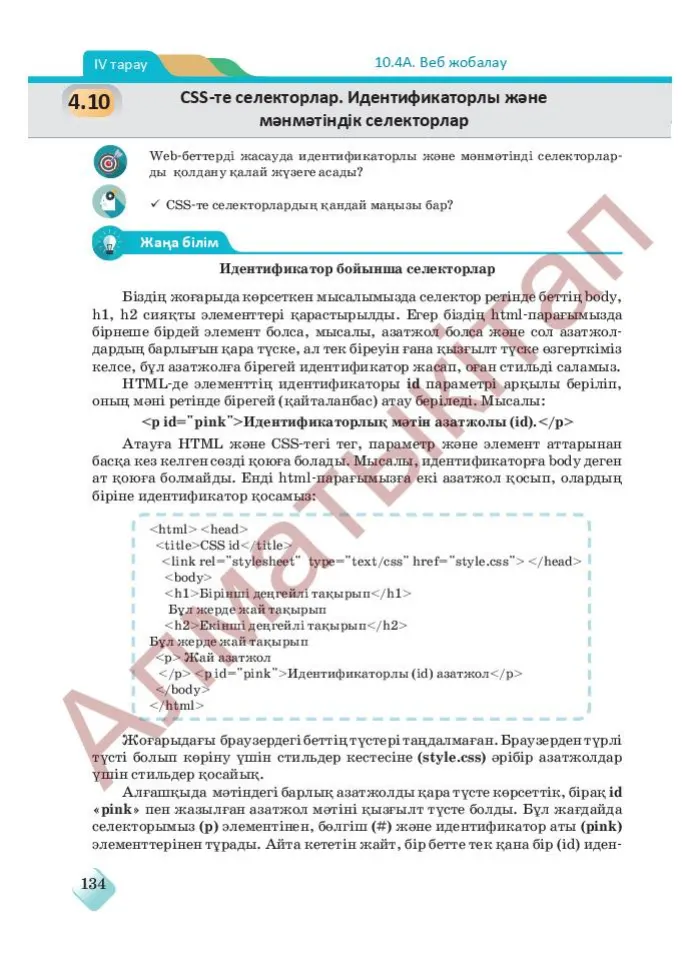 IV тарау
10.4А. Веб жобалау
4.10
CSS-те селекторлар. Идентификаторлы және
мәнмәтіндік селекторлар
Web-беттерді жасауда идентификаторлы және мәнмәтінді селекторлар-
ды қолдану қалай жүзеге асады?
✓ CSS-те селекторлардың қандай маңызы бар?
Жаңа білім
Идентификатор бойынша селекторлар
Біздің жоғарыда көрсеткен мысалымызда селектор ретінде беттің body,
h1, h2 сияқты элементтері қарастырылды. Егер біздің html-парағымызда
бірнеше бірдей элемент болса, мысалы, азатжол болса және сол азатжол-
дардың барлығын қара түске, ал тек біреуін ғана қызғылт түске өзгерткіміз
келсе, бұл азатжолға бірегей идентификатор жасап, оған стильді саламыз.
HTML-де элементтің идентификаторы id параметрі арқылы беріліп,
оның мәні ретінде бірегей (қайталанбас) атау беріледі. Мысалы:
<p id="pink">Идентификаторлық мәтін азатжолы (id).</p>
Атауға HTML және CSS-тегі тег, параметр және элемент аттарынан
басқа кез келген сөзді қоюға болады. Мысалы, идентификаторға body деген
ат қоюға болмайды. Енді html-парағымызға екі азатжол қосып, олардың
біріне идентификатор қосамыз:
<html> <head>
<title>CSS id</title>
<link rel="stylesheet" type="text/css" href="style.css"> </head>
<body>
<h1>Бірінші деңгейлі тақырып</h1>
Бұл жерде жай тақырып
<h2>Екінші деңгейлі тақырып</h2>
Бұл жерде жай тақырып
<p> Жай азатжол
</p> <p id="pink">Идентификаторлы (id) азатжол</p>
</body>
</html>
Жоғарыдағы браузердегі беттің түстері таңдалмаған. Браузерден түрлі
түсті болып көріну үшін стильдер кестесіне (style.css) әрібір азатжолдар
үшін стильдер қосайық.
Алғашқыда мәтіндегі барлық азатжолды қара түсте көрсеттік, бірақ id
«pink» пен жазылған азатжол мәтіні қызғылт түсте болды. Бұл жағдайда
селекторымыз (p) элементінен, бөлгіш (#) және идентификатор аты (pink)
элементтерінен тұрады. Айта кететін жайт, бір бетте тек қана бір (id) иден-
134
Алматыкітап